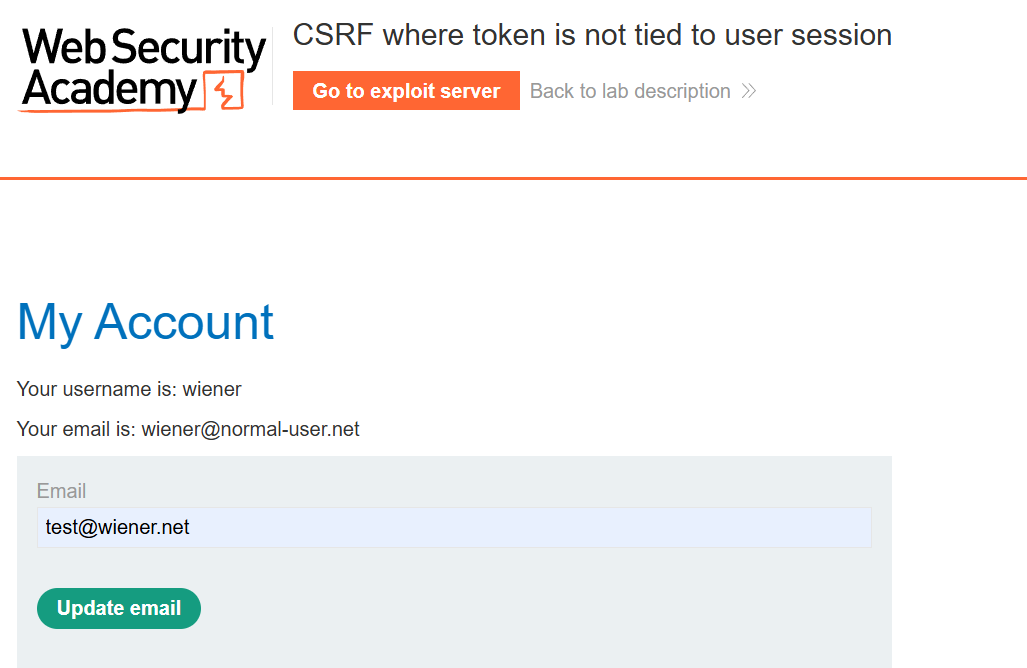 Web Security
Academy
CSRF where token is not tied to user session
Go to exploit server
Back to lab description
My Account
Your username is: wiener
Your email is: wiener@normal-user.net
Email
test@wiener.net
Update email